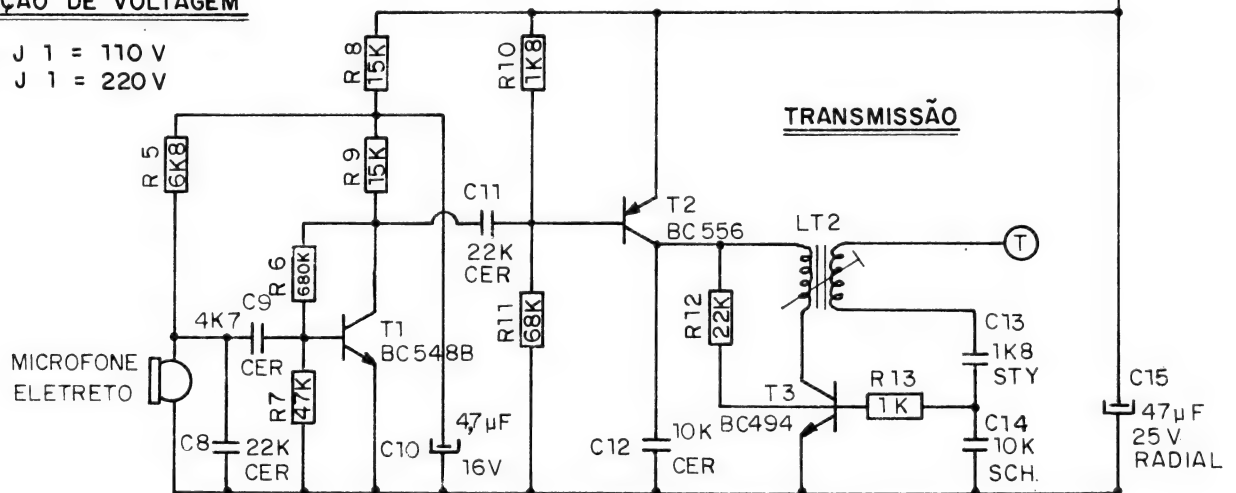 ÇÃO DE VOLTAGEM
J 1 = 110 V
J 1 = 220 V
TRANSMISSÃO
R 8
15K
R10
1K8
R 5
6K8
R 9
15K
C11
22K
CER
T2
BC 556
LT2
T
R 6
680K
C9
4K7
CER
T1
BC548B
R11
68K
R12
22K
C13
1K8
STY
MICROFONE
ELETRETO
R7
47K
T3
BC494
R 13
1K
C15
47µF
25 V
RADIAL
C8
22K
CER
C10
4,7µF
16V
C12
10K
CER
C14
10K
SCH.